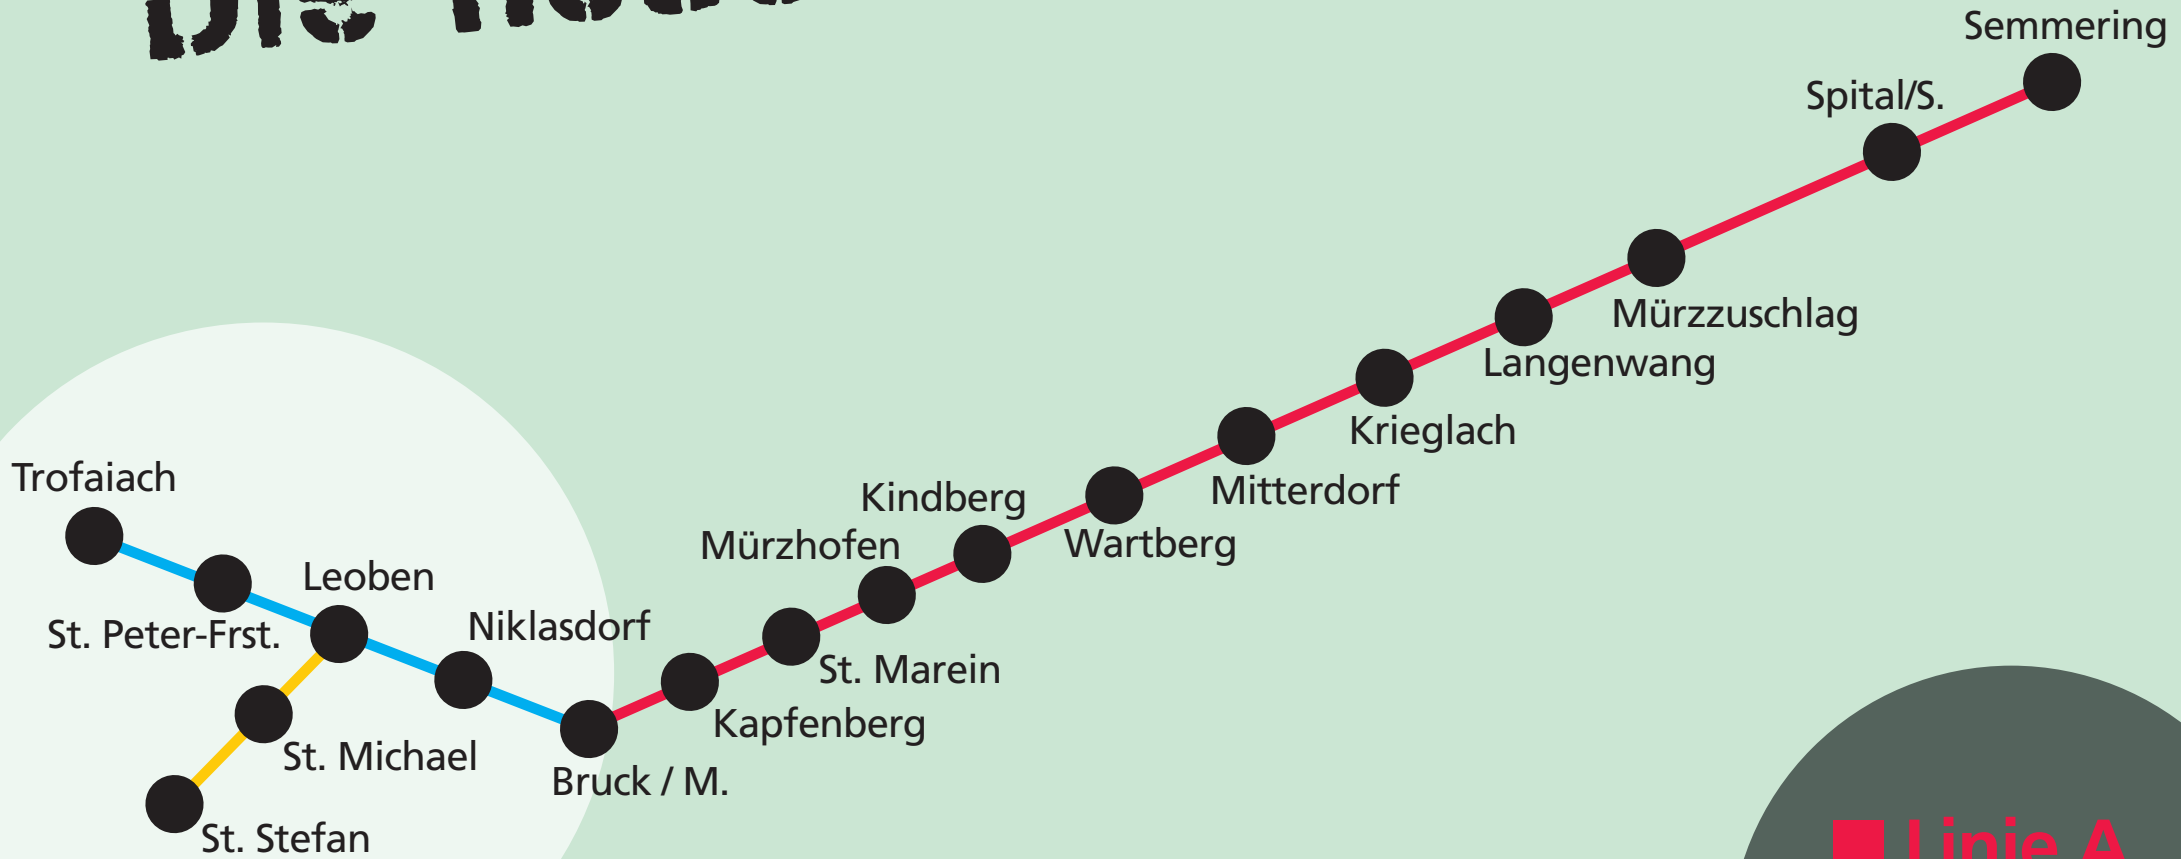 Die
Semmering
Spital/S.
Mürzzuschlag
Langenwang
Krieglach
Mitterdorf
Wartberg
Kindberg
Mürzhofen
St. Marein
Kapfenberg
Bruck / M.
Niklasdorf
Leoben
Trofaiach
St. Peter-Frst.
St. Michael
St. Stefan
Linie A